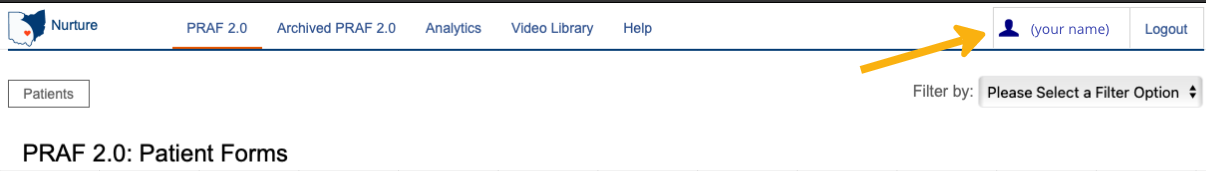 Nurture PRAF 2.0 Archived PRAF 2.0 Analytics Video Library Help (your name) Logout
Patients Filter by: Please Select a Filter Option
PRAF 2.0: Patient Forms